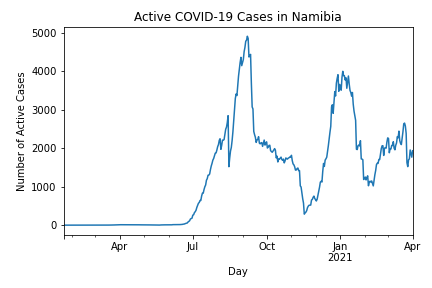 Active COVID-19 Cases in Namibia
Number of Active Cases
5000
4000
3000
2000
1000
0
Apr
Jul
Oct
Jan
2021
Apr
Day